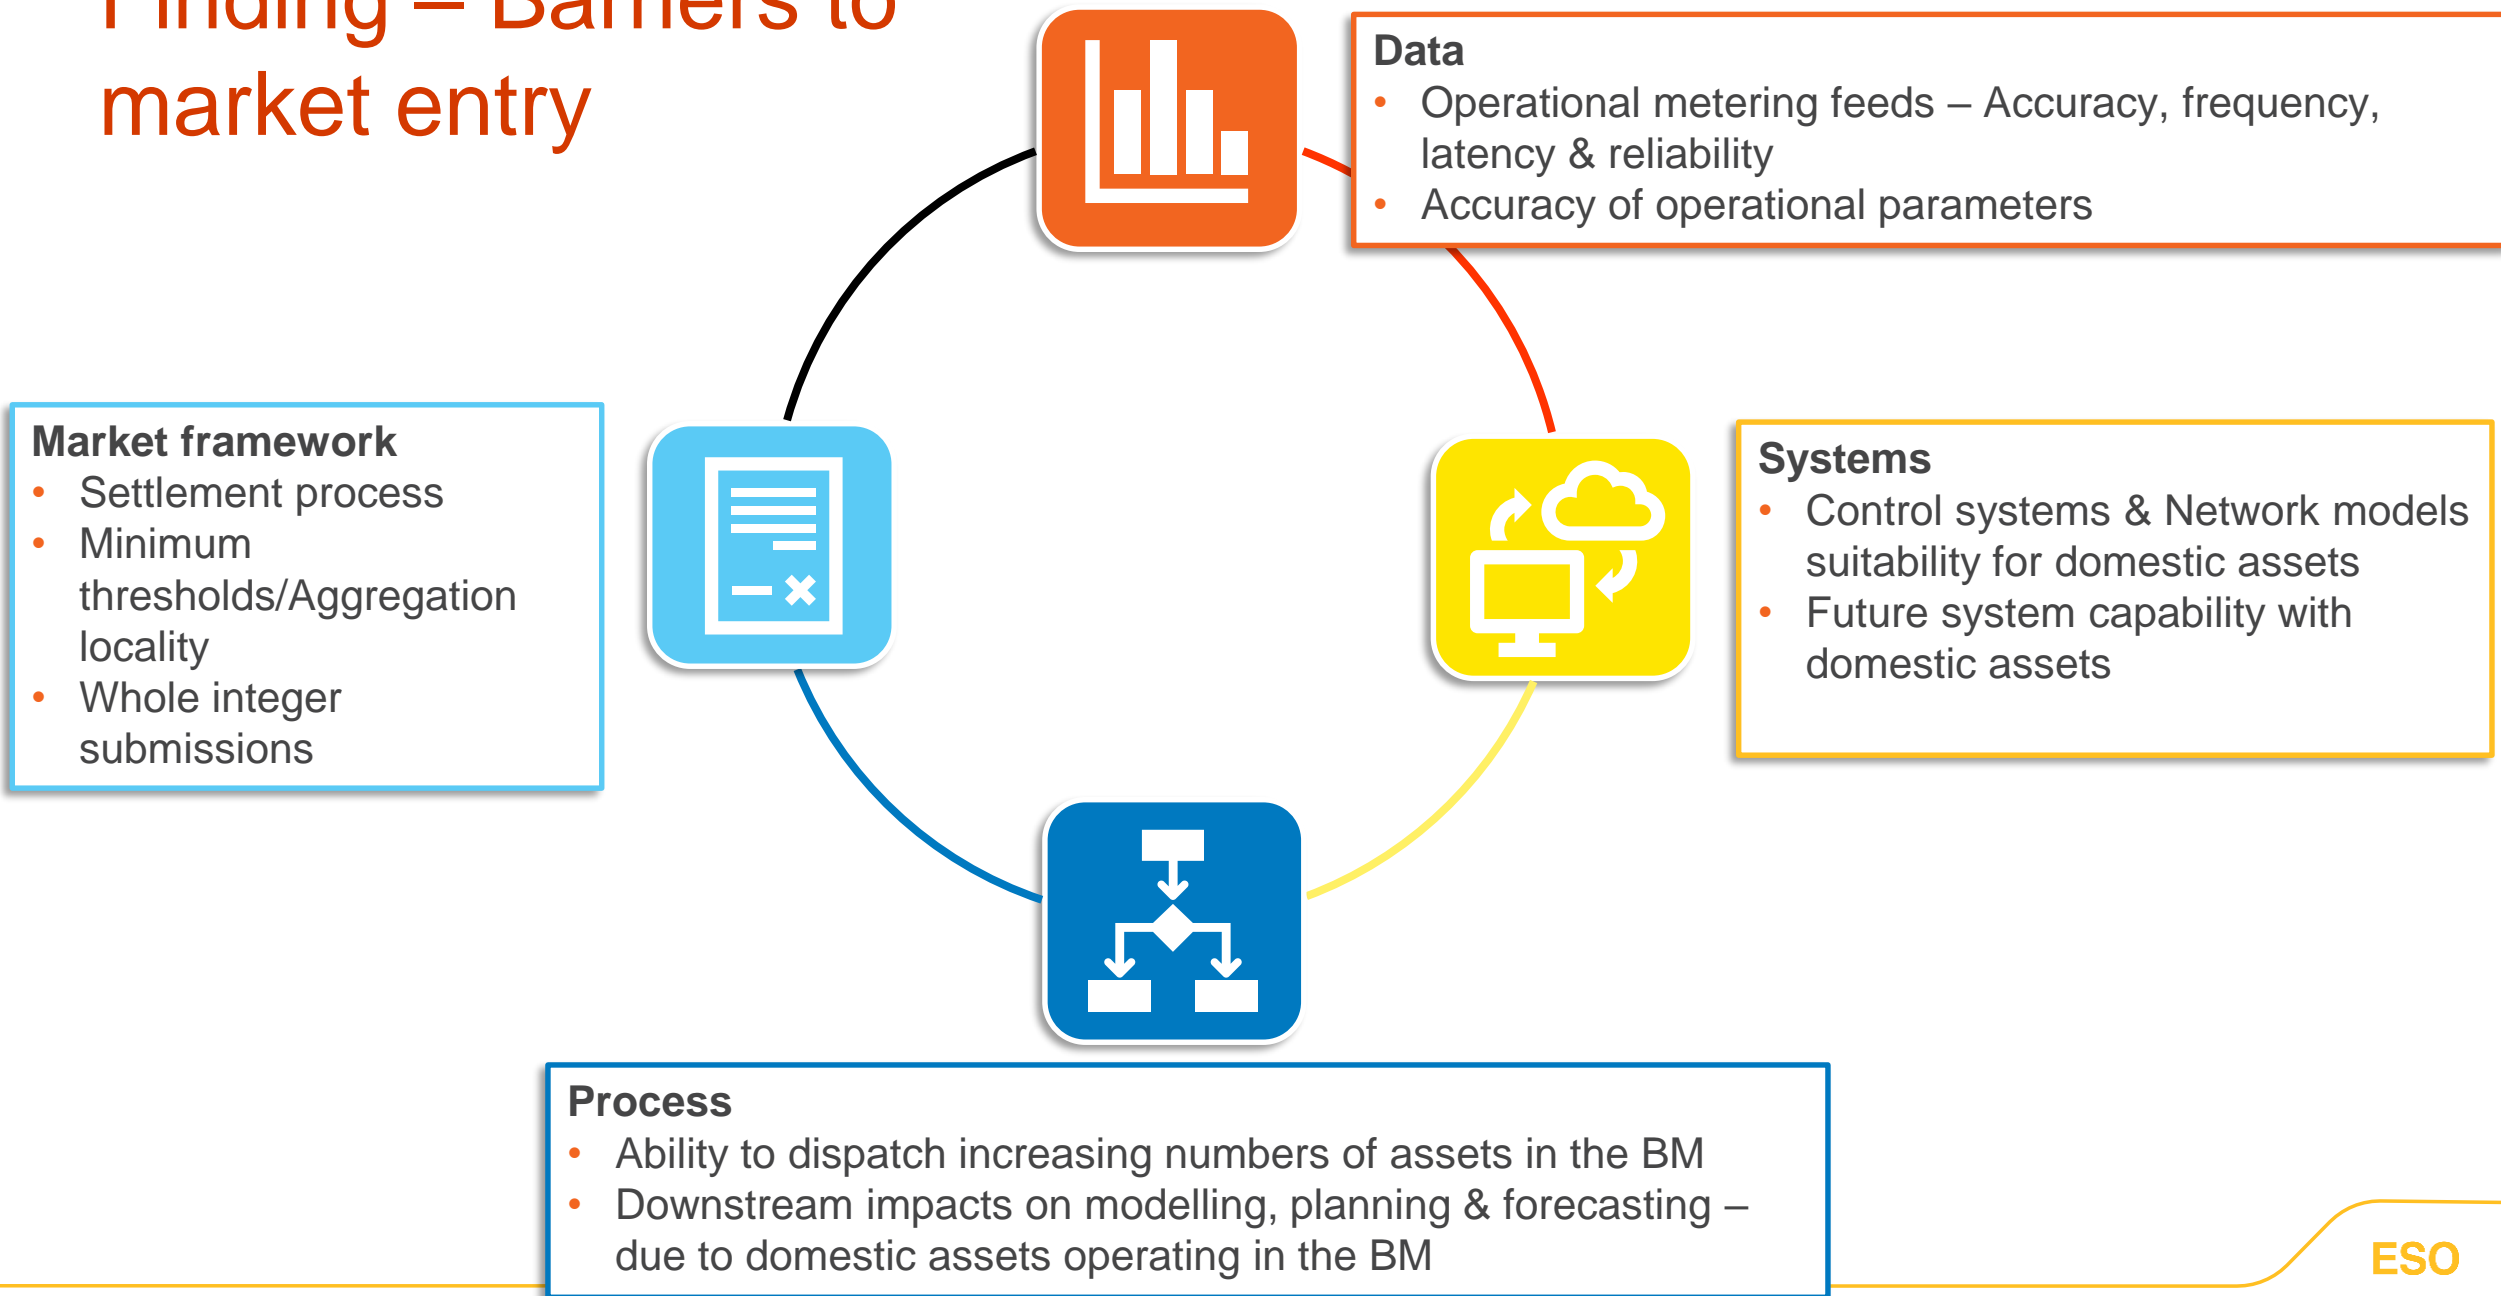 Finding – Barriers to
market entry
Data
• Operational metering feeds – Accuracy, frequency,
latency & reliability
• Accuracy of operational parameters
Market framework
• Settlement process
• Minimum
thresholds/Aggregation
locality
• Whole integer
submissions
Systems
• Control systems & Network models
suitability for domestic assets
• Future system capability with
domestic assets
Process
• Ability to dispatch increasing numbers of assets in the BM
• Downstream impacts on modelling, planning & forecasting –
due to domestic assets operating in the BM
ESO